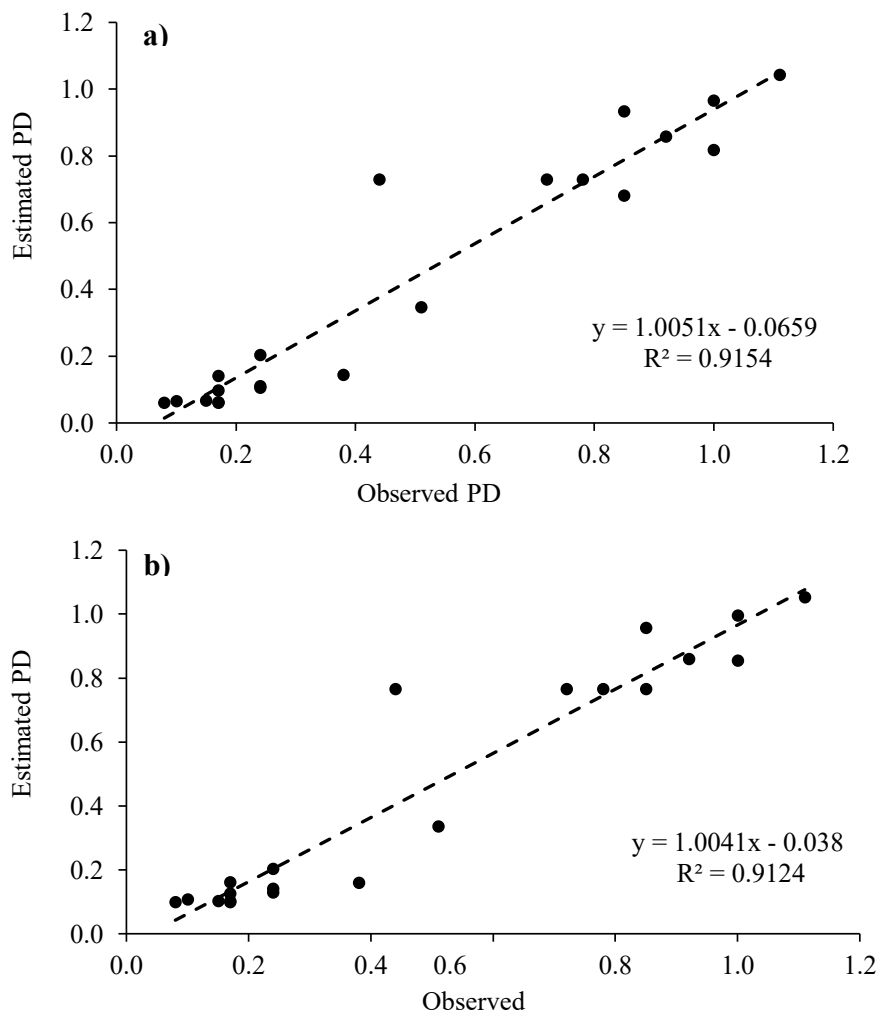 a)
1.2
1.0
0.8
0.6
0.4
0.2
0.0
Estimated PD
y = 1.0051x - 0.0659
R² = 0.9154
0.0 0.2 0.4 0.6 0.8 1.0 1.2
Observed PD
b)
1.2
1.0
0.8
0.6
0.4
0.2
0.0
Estimated PD
y = 1.0041x - 0.038
R² = 0.9124
0.0 0.2 0.4 0.6 0.8 1.0 1.2
Observed